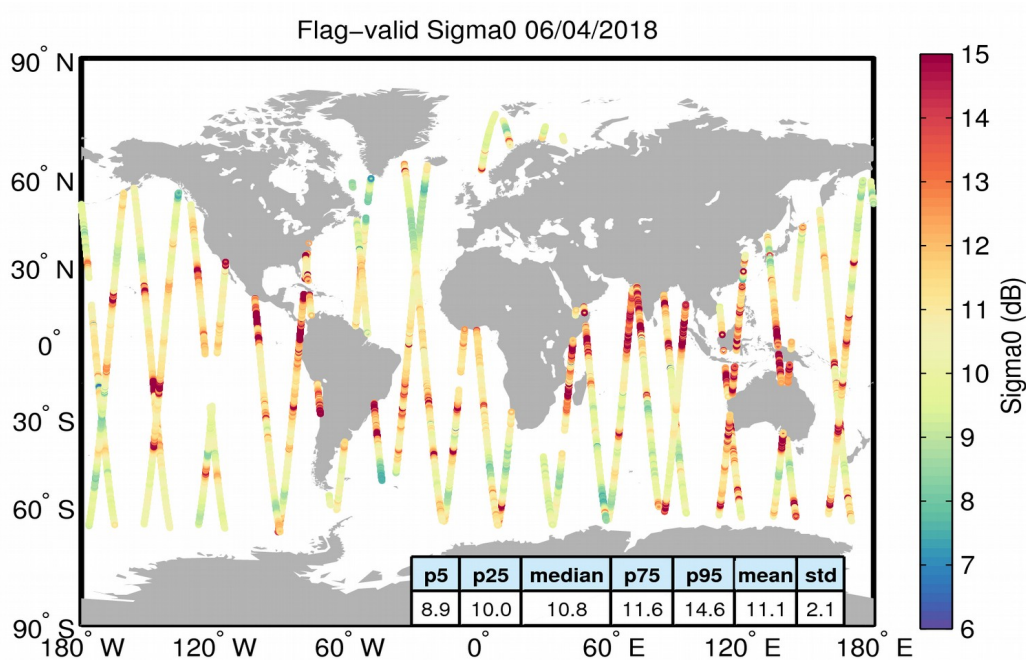 Flag−valid Sigma0 06/04/2018
90° N
60° N
30° N
0°
30° S
60° S
90° S
180° W
120° W
60° W
0°
60° E
120° E
180° E
15
14
13
12
11
10
9
8
7
6
Sigma0 (dB)
p5 p25 median p75 p95 mean std
8.9 10.0 10.8 11.6 14.6 11.1 2.1